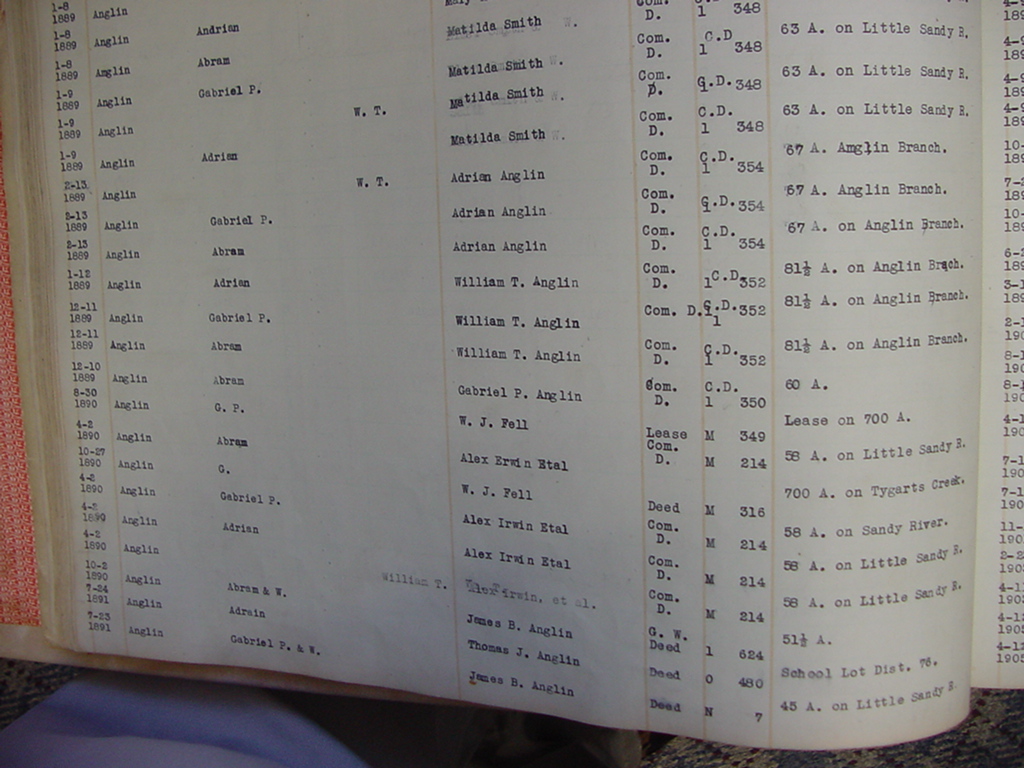 1-8 1889 Anglin
1-8 1889 Anglin Andrian
1-8 1889 Anglin Abram Matilda Smith W. Com. D. 1 348
1-9 1889 Anglin Gabriel P. Matilda Smith W. Com. D. C.D 1 348 63 A. on Little Sandy R.
1-9 1889 Anglin W. T. Matilda Smith W. Com. D. C.D. 1 348 63 A. on Little Sandy R.
1-9 1889 Anglin Adrian Matilda Smith W. Com. D. C.D. 1 348 63 A. on Little Sandy R.
2-13 1889 Anglin W. T. Adrian Anglin Com. D. C.D. 1 354 67 A. Anglin Branch.
2-13 1889 Anglin Gabriel P. Adrian Anglin Com. D. C.D. 1 354 67 A. Anglin Branch.
2-13 1889 Anglin Abram Adrian Anglin Com. D. C.D. 1 354 67 A. on Anglin Branch.
1-12 1889 Anglin Adrian William T. Anglin Com. D. C.D. 1 352 81½ A. on Anglin Brach.
12-11 1889 Anglin Gabriel P. William T. Anglin Com. D. C.D. 1 352 81½ A. on Anglin Branch.
12-11 1889 Anglin Abram William T. Anglin Com. D. C.D. 1 352 81½ A. on Anglin Branch.
12-10 1889 Anglin Abram Gabriel P. Anglin Com. D. C.D. 1 350 60 A.
8-30 1890 Anglin G. P. W. J. Fell Lease M 349 Lease on 700 A.
4-2 1890 Anglin Abram Alex Erwin Etal Com. D. M 214 58 A. on Little Sandy R.
10-27 1890 Anglin G. W. J. Fell Deed M 316 700 A. on Tygarts Creek.
4-2 1890 Anglin Gabriel P. Alex Irwin Etal Com. D. M 214 58 A. on Sandy River.
4-2 1899 Anglin Adrian Alex Irwin Etal Com. D. M 214 58 A. on Little Sandy R.
4-2 1890 Anglin William T. Alex Irwin, et al. Com. D. M 214 58 A. on Little Sandy R.
10-2 1890 Anglin Abram & W. James B. Anglin G. W. Deed 1 624 51½ A.
7-24 1891 Anglin Adrain Thomas J. Anglin Deed O 480 School Lot Dist. 76.
7-23 1891 Anglin Gabriel P. & W. James B. Anglin Deed N 7 45 A. on Little Sandy R.